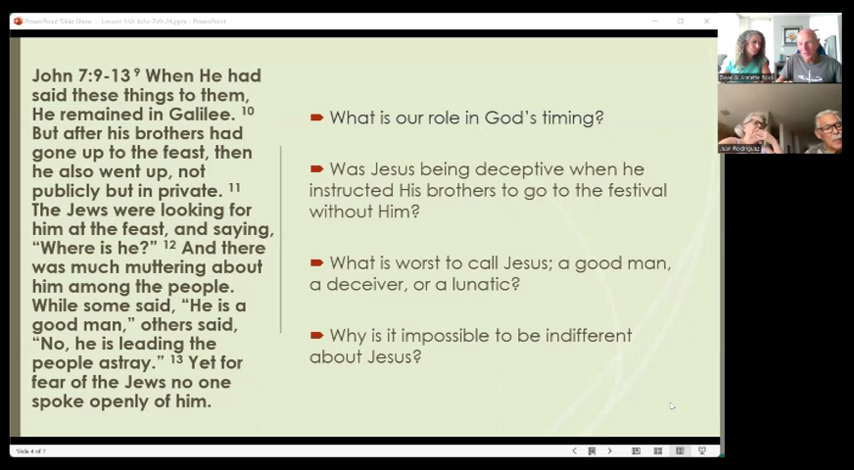 PowerPoint Slide Show - Lesson 14A John 7v9-24.pptx - PowerPoint
John 7:9-13 ⁹ When He had
said these things to them,
He remained in Galilee. ¹⁰
But after his brothers had
gone up to the feast, then
he also went up, not
publicly but in private. ¹¹
The Jews were looking for
him at the feast, and saying,
“Where is he?” ¹² And there
was much muttering about
him among the people.
While some said, “He is a
good man,” others said,
“No, he is leading the
people astray.” ¹³ Yet for
fear of the Jews no one
spoke openly of him.
What is our role in God’s timing?
Was Jesus being deceptive when he
instructed His brothers to go to the festival
without Him?
What is worst to call Jesus; a good man,
a deceiver, or a lunatic?
Why is it impossible to be indifferent
about Jesus?
Slide 4 of 7
Dave & Annette
Rodriguez